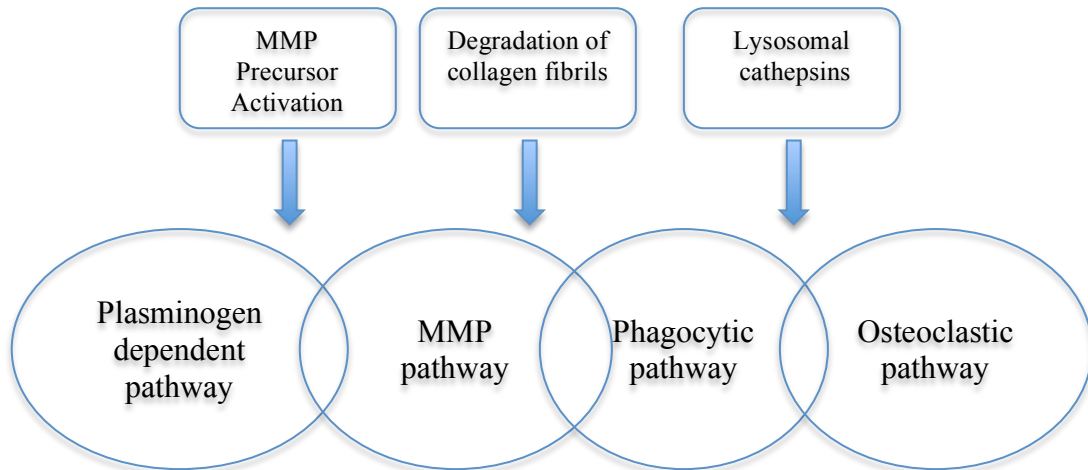 MMP
Precursor
Activation
Degradation of
collagen fibrils
Lysosomal
cathepsins
Plasminogen
dependent
pathway
MMP
pathway
Phagocytic
pathway
Osteoclastic
pathway